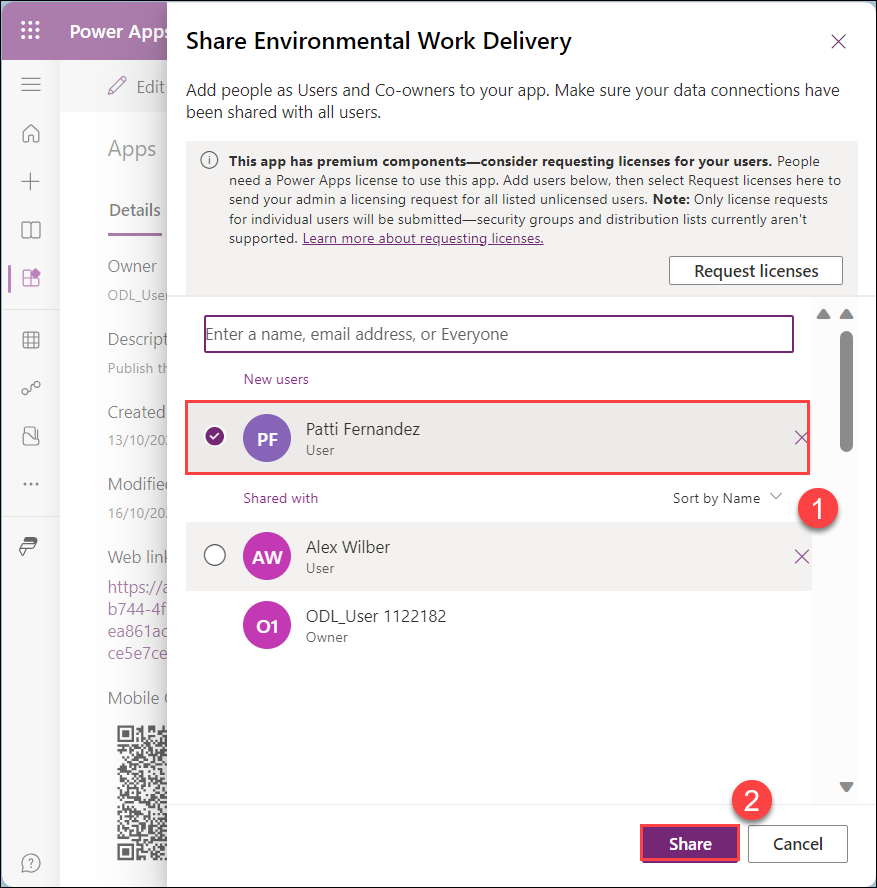 Power Apps
Edit
Apps
Details
Owner
ODL_User
Descript
Publish th
Created
13/10/202
Modified
16/10/202
Web link
https://a
b744-4f
ea861ac
ce5e7ce
Mobile
Share Environmental Work Delivery
Add people as Users and Co-owners to your app. Make sure your data connections have
been shared with all users.
This app has premium components—consider requesting licenses for your users. People
need a Power Apps license to use this app. Add users below, then select Request licenses here to
send your admin a licensing request for all listed unlicensed users. Note: Only license requests
for individual users will be submitted—security groups and distribution lists currently aren't
supported. Learn more about requesting licenses.
Request licenses
Enter a name, email address, or Everyone
New users
PF
Patti Fernandez
User
Shared with
Sort by Name
1
AW
Alex Wilber
User
O1
ODL_User 1122182
Owner
2
Share
Cancel